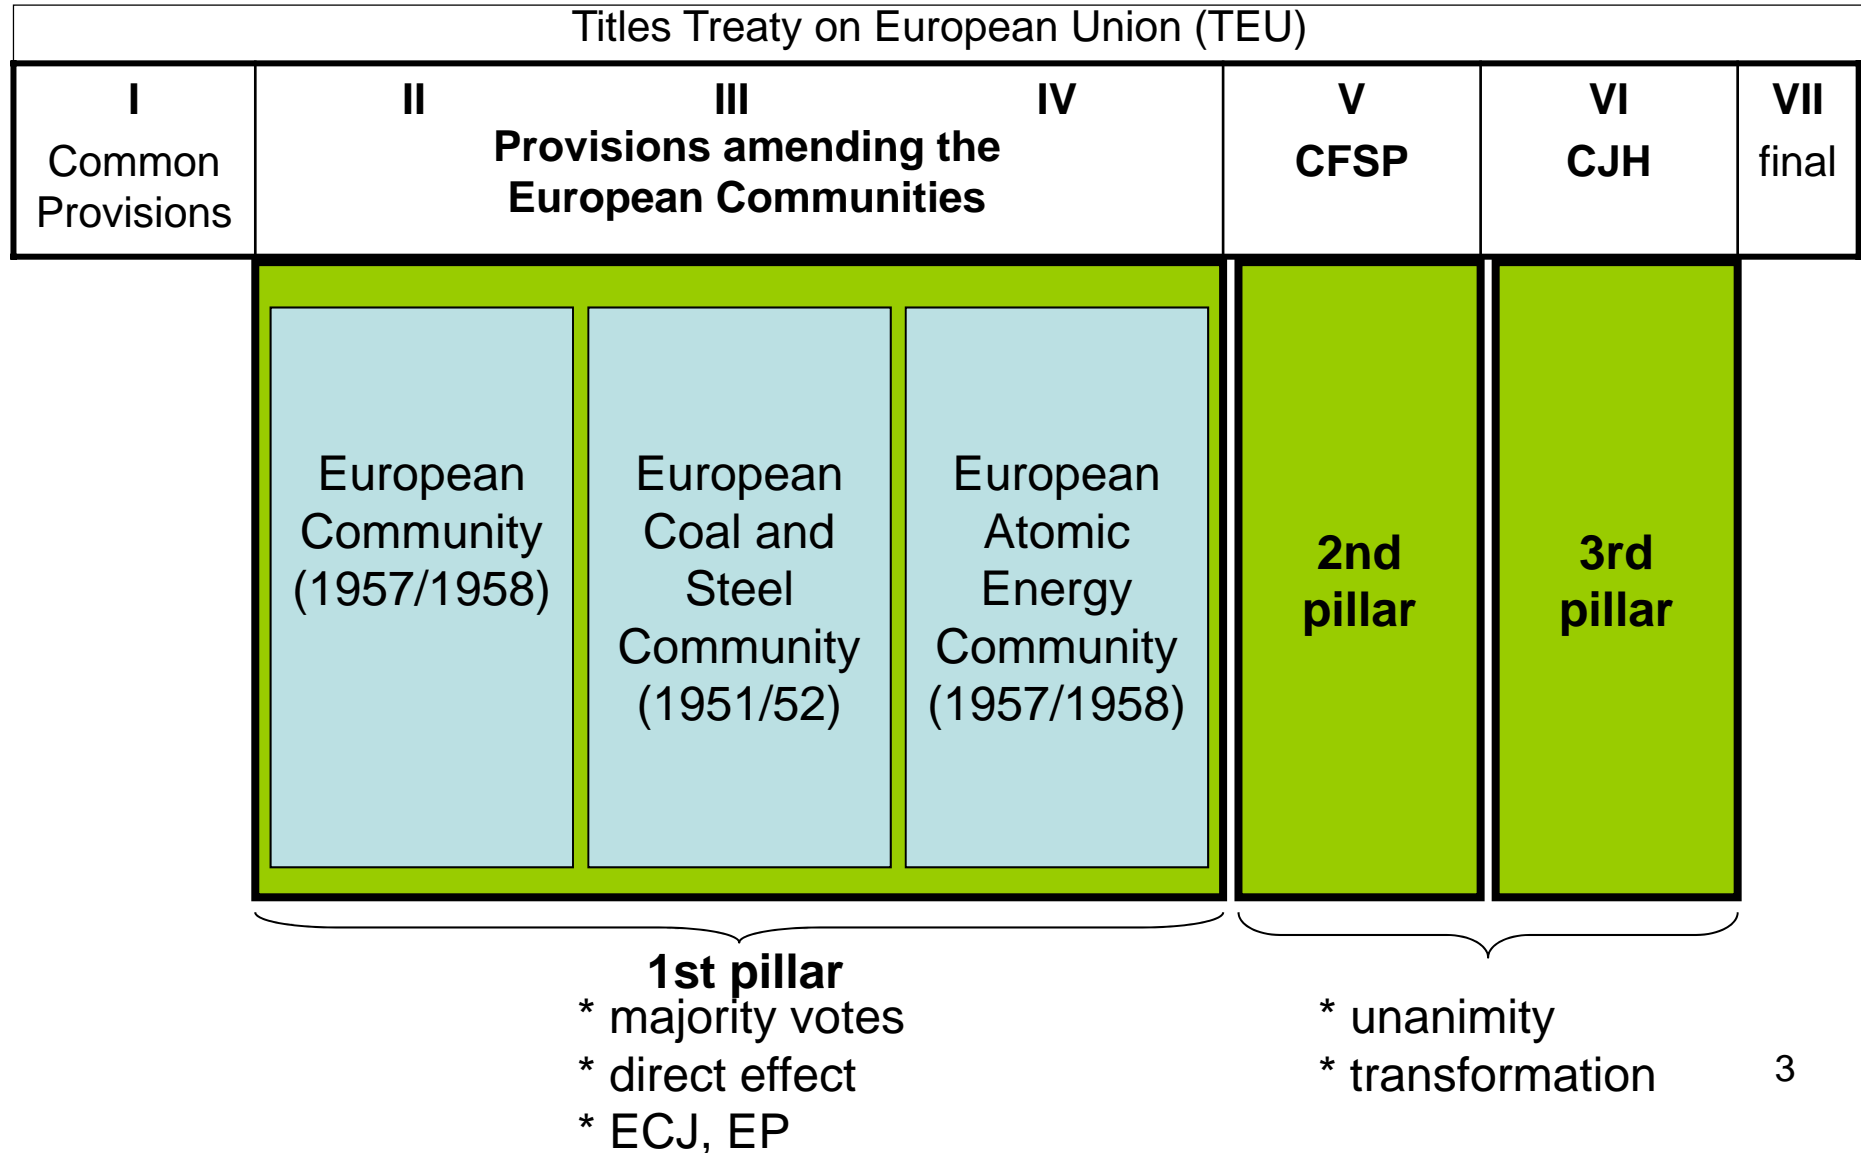 Titles Treaty on European Union (TEU)
I
Common
Provisions
II III IV
Provisions amending the
European Communities
V
CFSP
VI
CJH
VII
final
European
Community
(1957/1958)
European
Coal and
Steel
Community
(1951/52)
European
Atomic
Energy
Community
(1957/1958)
2nd
pillar
3rd
pillar
1st pillar
* majority votes
* direct effect
* ECJ, EP
* unanimity
* transformation
3